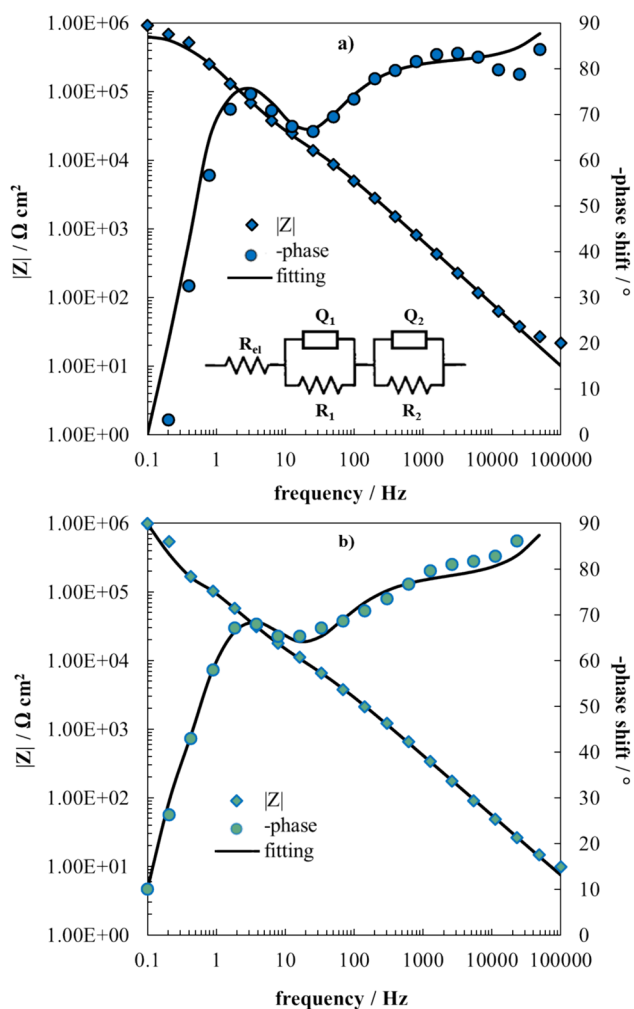 a)
1.00E+06
1.00E+05
1.00E+04
1.00E+03
1.00E+02
1.00E+01
1.00E+00
|Z| / Ω cm²
90
80
70
60
50
40
30
20
10
0
-phase shift / °
|Z|
-phase
fitting
Rel
Q1
R1
Q2
R2
0.1 1 10 100 1000 10000 100000
frequency / Hz
b)
1.00E+06
1.00E+05
1.00E+04
1.00E+03
1.00E+02
1.00E+01
1.00E+00
|Z| / Ω cm²
90
80
70
60
50
40
30
20
10
0
-phase shift / °
|Z|
-phase
fitting
0.1 1 10 100 1000 10000 100000
frequency / Hz